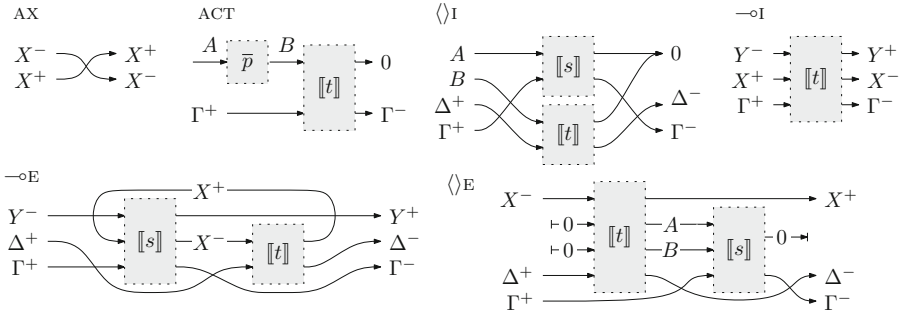 AX
X⁻ X⁺
X⁺ X⁻
ACT
A p̅ B 0
⟦t⟧
Γ⁺ Γ⁻
⟨⟩I
A ⟦s⟧ 0
B
Δ⁺ ⟦t⟧ Δ⁻
Γ⁺ Γ⁻
⊸I
Y⁻ Y⁺
X⁺ ⟦t⟧ X⁻
Γ⁺ Γ⁻
⊸E
X⁺
Y⁻ Y⁺
Δ⁺ ⟦s⟧ X⁻ ⟦t⟧ Δ⁻
Γ⁺ Γ⁻
⟨⟩E
X⁻ X⁺
0 ⟦t⟧ A ⟦s⟧ 0
0 B
Δ⁺ Δ⁻
Γ⁺ Γ⁻